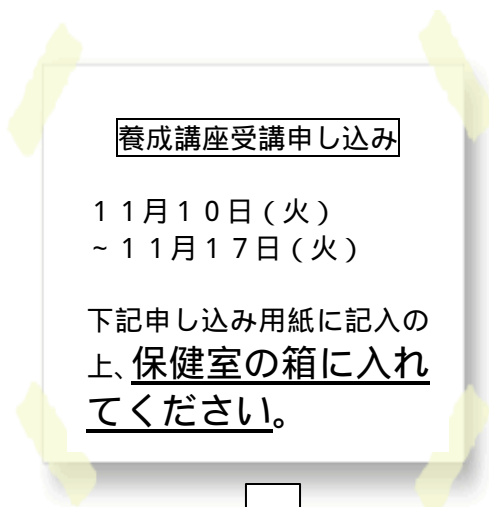 養成講座受講申し込み
11月10日(火)
~11月17日(火)
下記申し込み用紙に記入の
上、保健室の箱に入れ
てください。